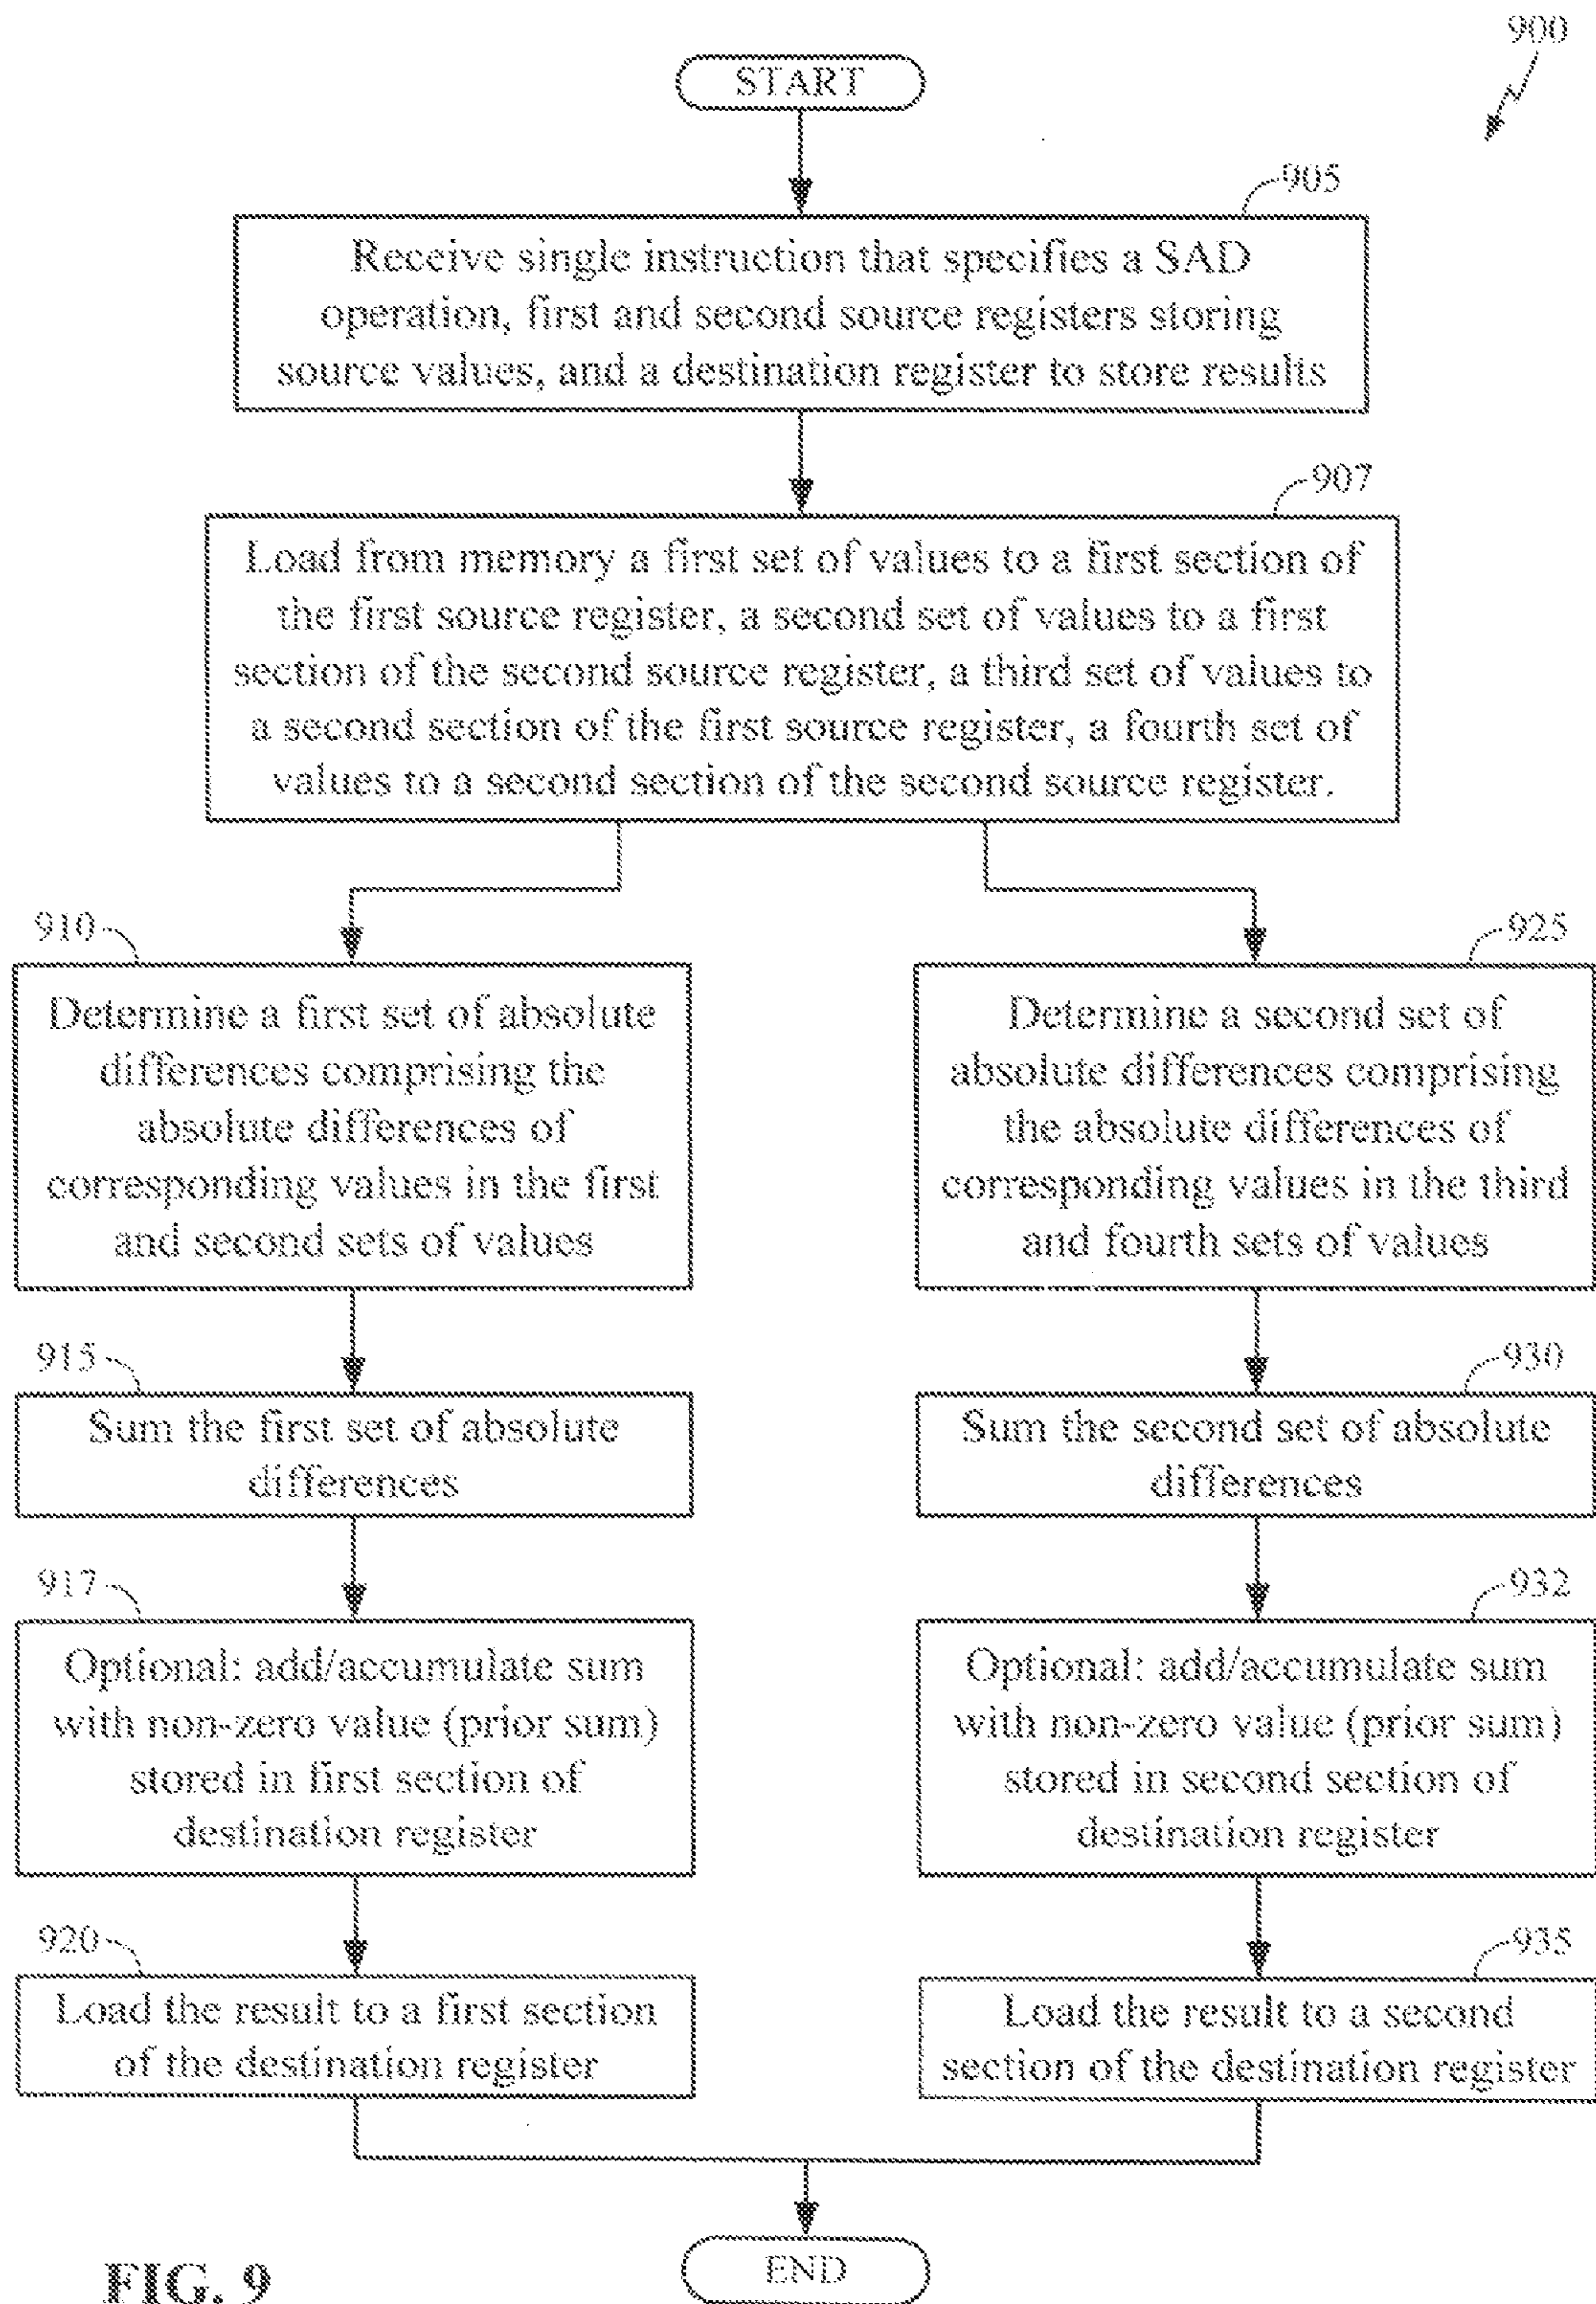 900
START
905
Receive single instruction that specifies a SAD
operation, first and second source registers storing
source values, and a destination register to store results
907
Load from memory a first set of values to a first section of
the first source register, a second set of values to a first
section of the second source register, a third set of values to
a second section of the first source register, a fourth set of
values to a second section of the second source register.
910
Determine a first set of absolute
differences comprising the
absolute differences of
corresponding values in the first
and second sets of values
925
Determine a second set of
absolute differences comprising
the absolute differences of
corresponding values in the third
and fourth sets of values
915
Sum the first set of absolute
differences
930
Sum the second set of absolute
differences
917
Optional: add/accumulate sum
with non-zero value (prior sum)
stored in first section of
destination register
932
Optional: add/accumulate sum
with non-zero value (prior sum)
stored in second section of
destination register
920
Load the result to a first section
of the destination register
935
Load the result to a second
section of the destination register
END
FIG. 9